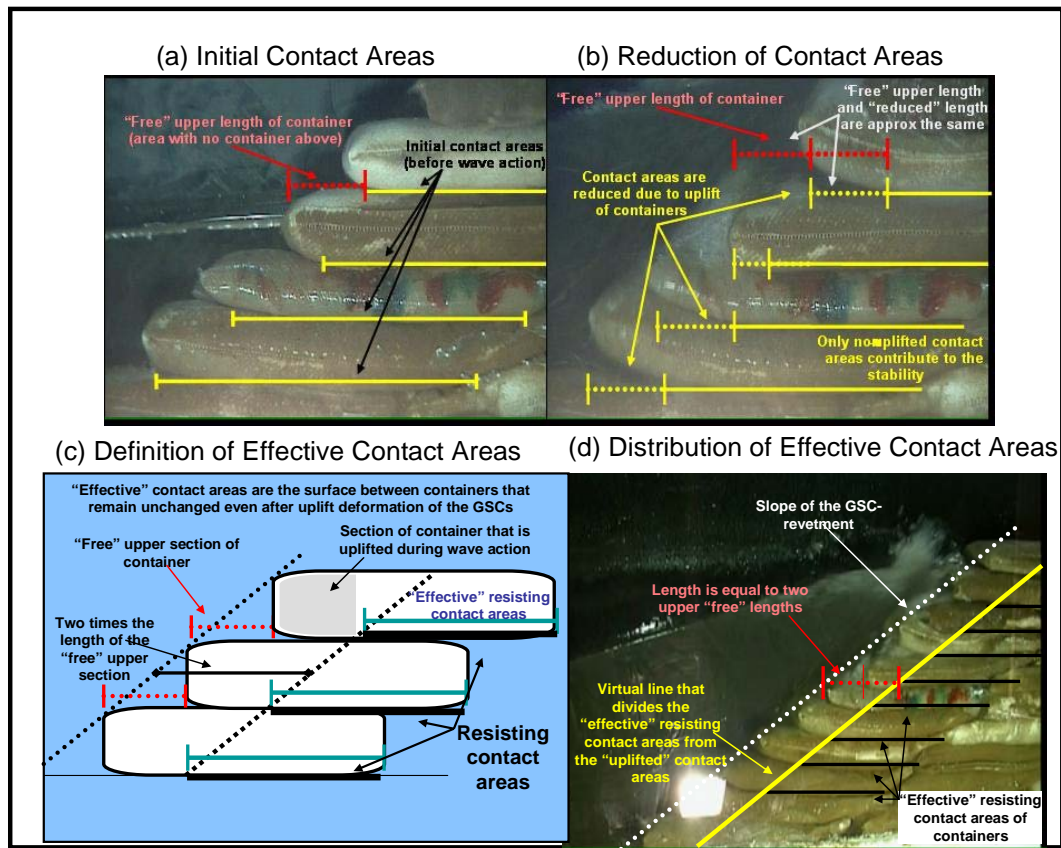 (a) Initial Contact Areas
“Free” upper length of container
(area with no container above)
Initial contact areas
(before wave action)
(b) Reduction of Contact Areas
“Free” upper length of container
“Free” upper length
and “reduced” length
are approx the same
Contact areas are
reduced due to uplift
of containers
Only non-uplifted contact
areas contribute to the
stability
(c) Definition of Effective Contact Areas
“Effective” contact areas are the surface between containers that
remain unchanged even after uplift deformation of the GSCs
“Free” upper section of
container
Section of container that is
uplifted during wave action
“Effective” resisting
contact areas
Two times the
length of the
“free” upper
section
Resisting
contact
areas
(d) Distribution of Effective Contact Areas
Slope of the GSC-
revetment
Length is equal to two
upper “free” lengths
Virtual line that
divides the
“effective” resisting
contact areas from
the “uplifted” contact
areas
“Effective” resisting
contact areas of
containers